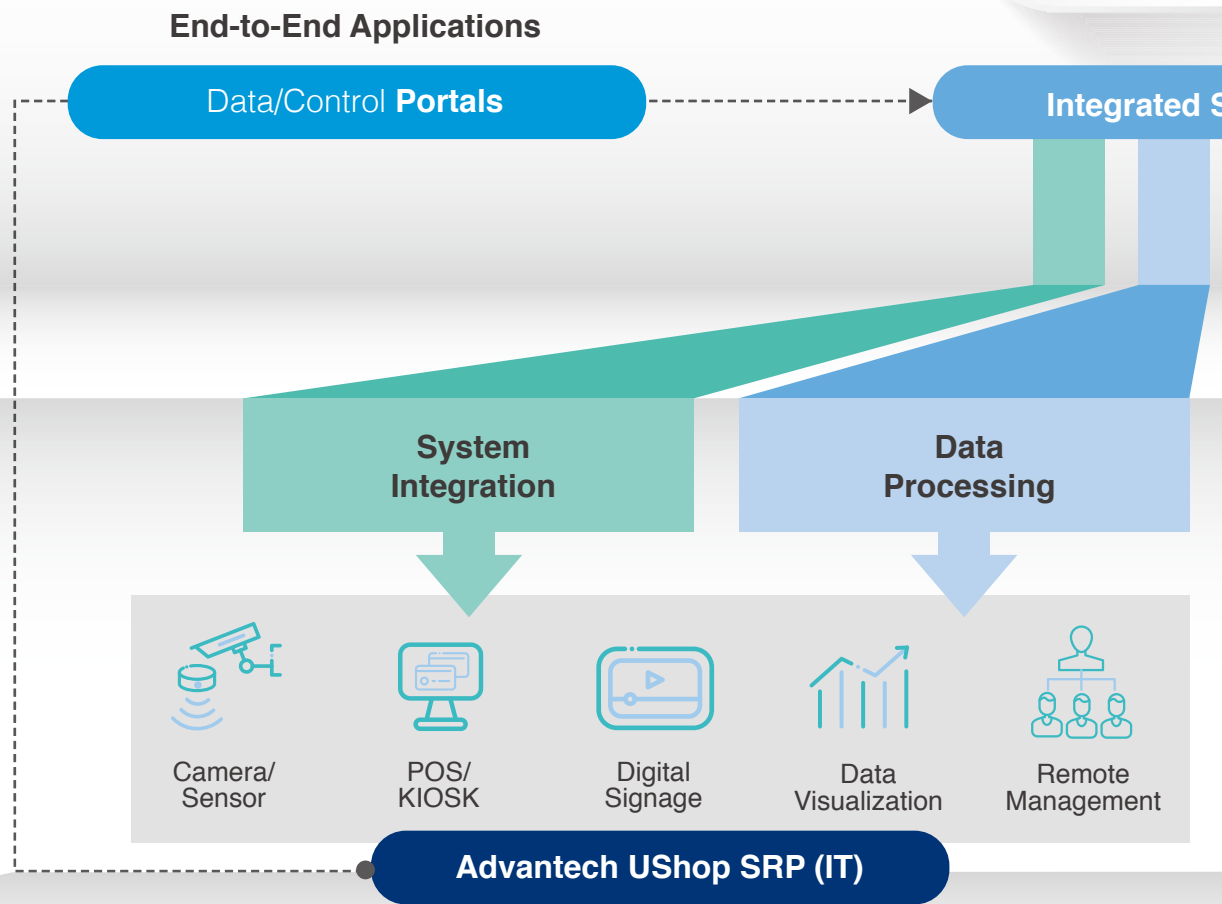 End-to-End Applications
Data/Control Portals
Integrated S
System
Integration
Data
Processing
Camera/
Sensor
POS/
KIOSK
Digital
Signage
Data
Visualization
Remote
Management
Advantech UShop SRP (IT)